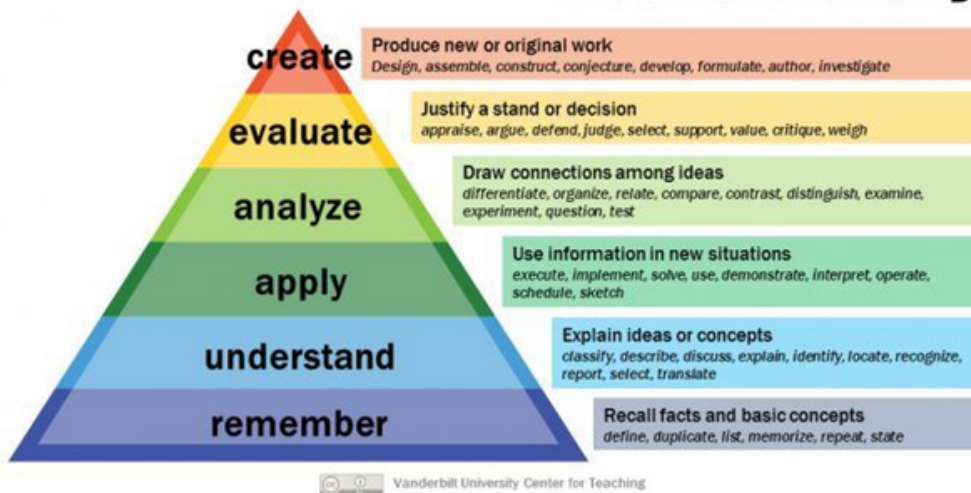 create
Produce new or original work
Design, assemble, construct, conjecture, develop, formulate, author, investigate
evaluate
Justify a stand or decision
appraise, argue, defend, judge, select, support, value, critique, weigh
analyze
Draw connections among ideas
differentiate, organize, relate, compare, contrast, distinguish, examine,
experiment, question, test
apply
Use information in new situations
execute, implement, solve, use, demonstrate, interpret, operate,
schedule, sketch
understand
Explain ideas or concepts
classify, describe, discuss, explain, identify, locate, recognize,
report, select, translate
remember
Recall facts and basic concepts
define, duplicate, list, memorize, repeat, state
cc
Vanderbilt University Center for Teaching